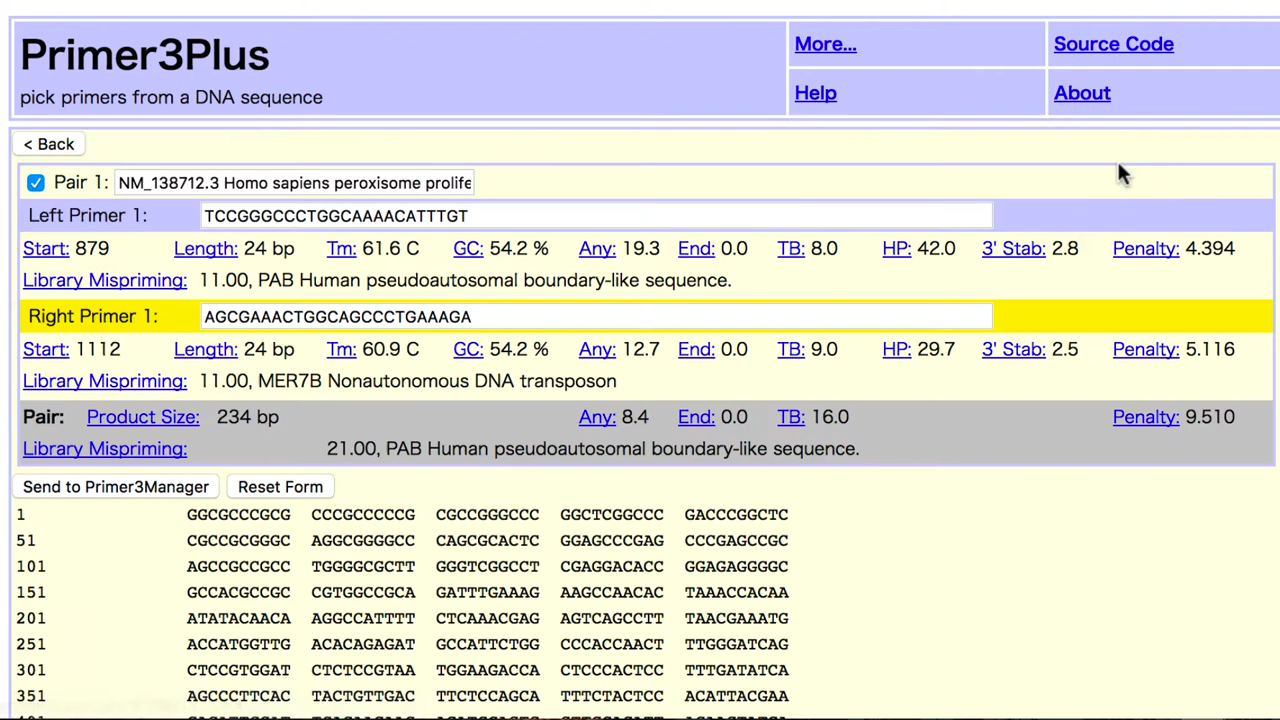 Primer3Plus
pick primers from a DNA sequence
More...
Source Code
Help
About
< Back
Pair 1: NM_138712.3 Homo sapiens peroxisome prolife
Left Primer 1: TCCGGGCCCTGGCAAAACATTTGT
Start: 879 Length: 24 bp Tm: 61.6 C GC: 54.2 % Any: 19.3 End: 0.0 TB: 8.0 HP: 42.0 3' Stab: 2.8 Penalty: 4.394
Library Mispriming: 11.00, PAB Human pseudoautosomal boundary-like sequence.
Right Primer 1: AGCGAAACTGGCAGCCCTGAAAGA
Start: 1112 Length: 24 bp Tm: 60.9 C GC: 54.2 % Any: 12.7 End: 0.0 TB: 9.0 HP: 29.7 3' Stab: 2.5 Penalty: 5.116
Library Mispriming: 11.00, MER7B Nonautonomous DNA transposon
Pair: Product Size: 234 bp Any: 8.4 End: 0.0 TB: 16.0 Penalty: 9.510
Library Mispriming: 21.00, PAB Human pseudoautosomal boundary-like sequence.
Send to Primer3Manager Reset Form
1 GGCGCCCGCG CCCGCCCCCG CGCCGGGCCC GGCTCGGCCC GACCCGGCTC
51 CGCCGCGGGC AGGCGGGGCC CAGCGCACTC GGAGCCCGAG CCCGAGCCGC
101 AGCCGCCGCC TGGGGCGCTT GGGTCGGCCT CGAGGACACC GGAGAGGGGC
151 GCCACGCCGC CGTGGCCGCA GATTTGAAAG AAGCCAACAC TAAACCACAA
201 ATATACAACA AGGCCATTTT CTCAAACGAG AGTCAGCCTT TAACGAAATG
251 ACCATGGTTG ACACAGAGAT GCCATTCTGG CCCACCAACT TTGGGATCAG
301 CTCCGTGGAT CTCTCCGTAA TGGAAGACCA CTCCCACTCC TTTGATATCA
351 AGCCCTTCAC TACTGTTGAC TTCTCCAGCA TTTCTACTCC ACATTACGAA